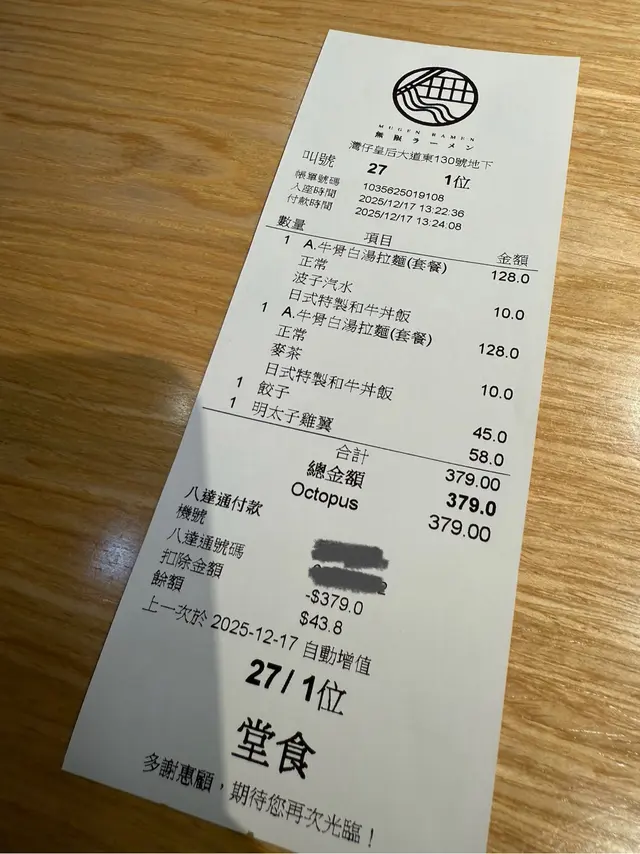 MUGEN RAMEN
無限ラーメン
灣仔皇后大道東130號地下
叫號 27 1位
帳單號碼 1035625019108
入座時間 2025/12/17 13:22:36
付款時間 2025/12/17 13:24:08
數量 項目 金額
1 A.牛骨白湯拉麵(套餐) 128.0
正常
波子汽水
日式特製和牛丼飯 10.0
1 A.牛骨白湯拉麵(套餐) 128.0
正常
麥茶
日式特製和牛丼飯 10.0
1 餃子 45.0
1 明太子雞翼 58.0
合計 379.00
總金額 379.0
Octopus 379.00
八達通付款
機號
八達通號碼
扣除金額 -$379.0
餘額 $43.8
上一次於 2025-12-17 自動增值
27/ 1位
堂食
多謝惠顧，期待您再次光臨！